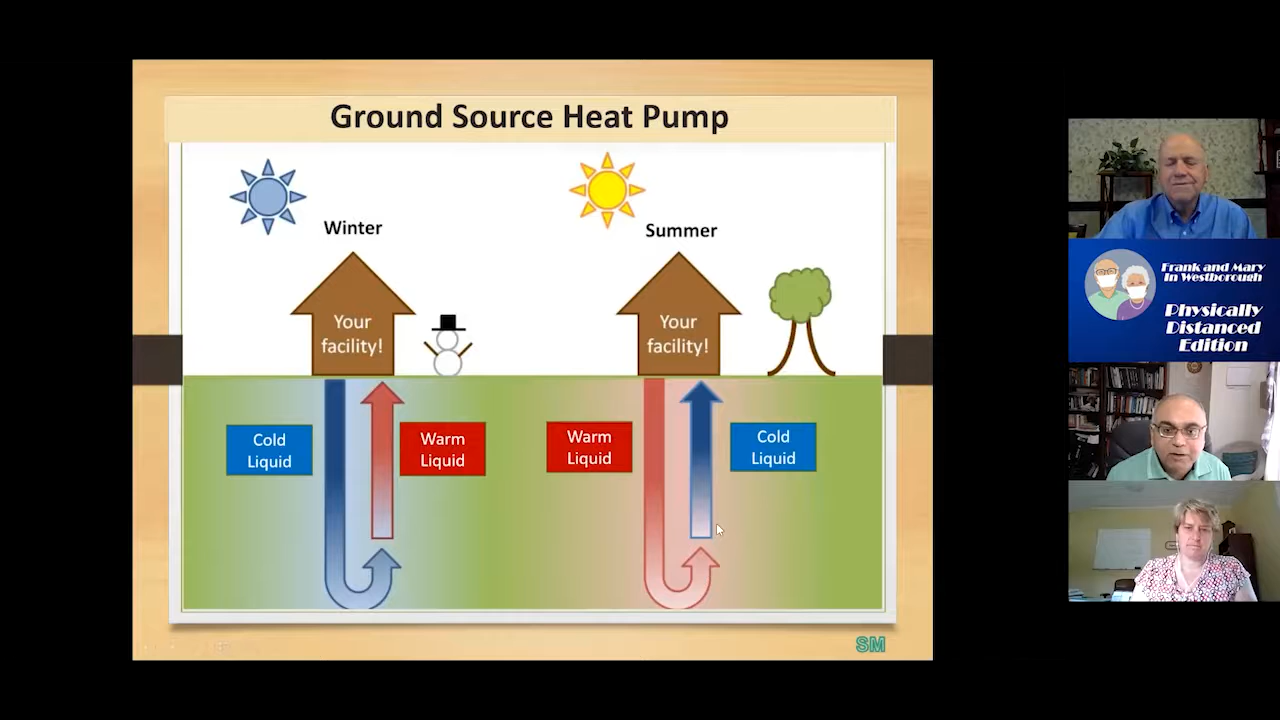 Ground Source Heat Pump
Winter
Summer
Your
facility!
Your
facility!
Cold
Liquid
Warm
Liquid
Warm
Liquid
Cold
Liquid
SM
Frank and Mary
In Westborough
Physically
Distanced
Edition